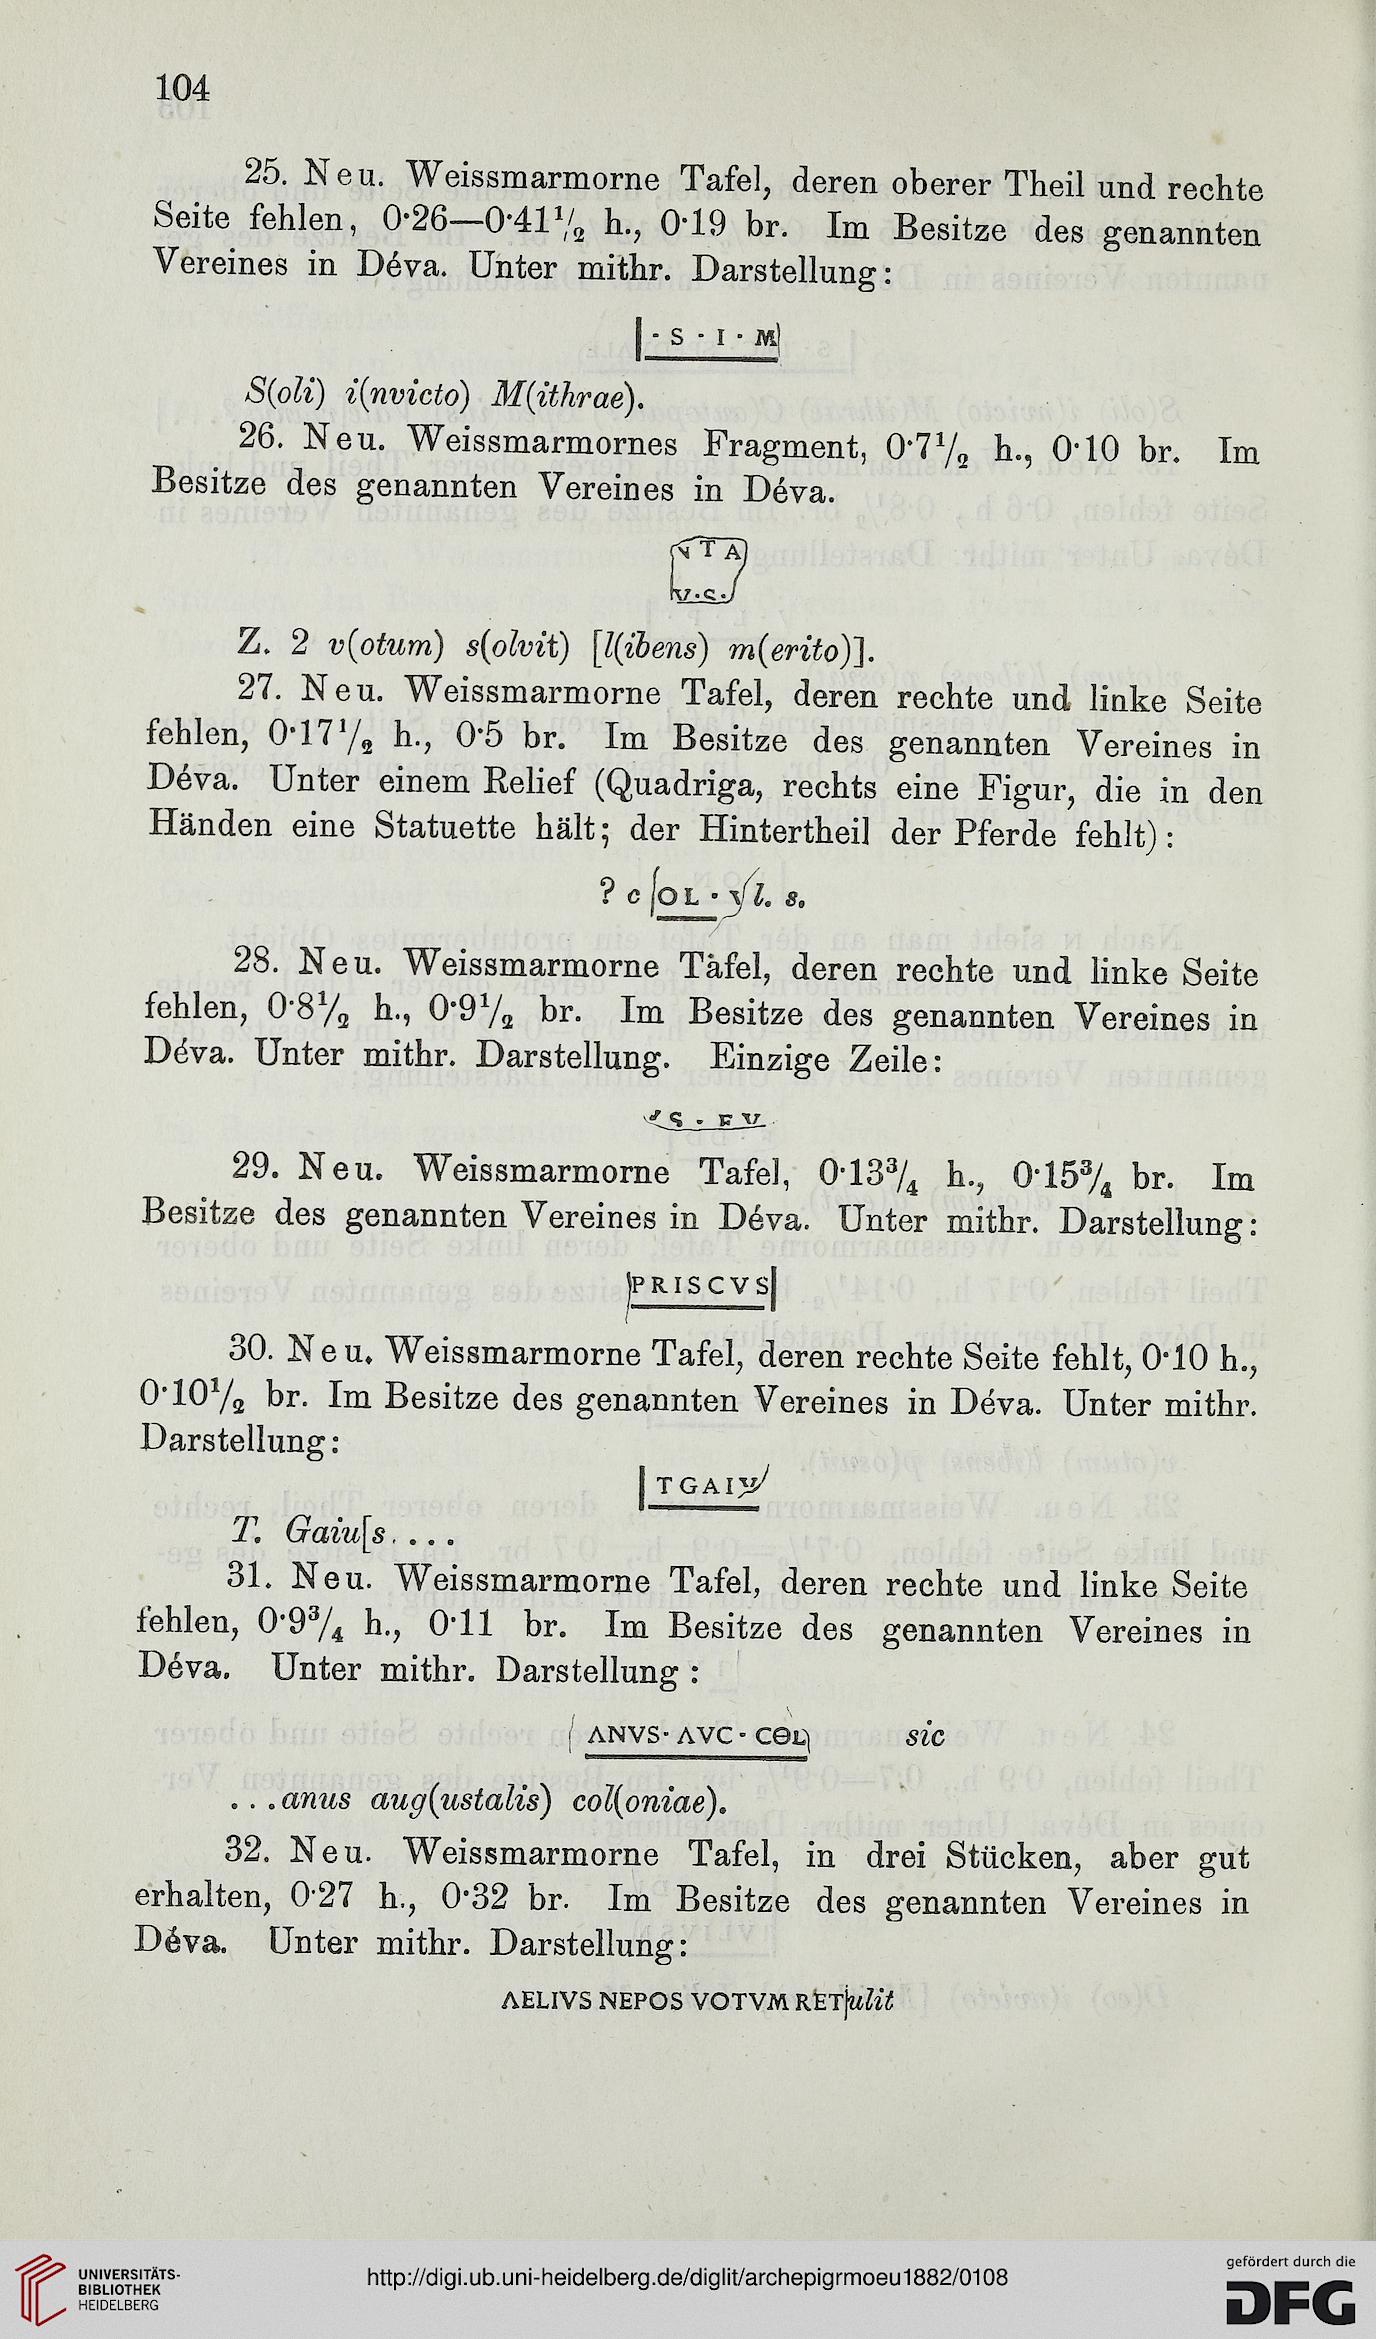 104
25. Neu. Weissmarmorne Tafel, deren oberer Theil und rechte
Seite fehlen, 0·26—0·41½ h., 0·19 br. Im Besitze des genannten
Vereines in Déva. Unter mithr. Darstellung:
· S · I · M
S(oli) i(nvicto) M(ithrae).
26. Neu. Weissmarmornes Fragment, 0·7½ h., 0·10 br. Im
Besitze des genannten Vereines in Déva.
V T A
V.S.
Z. 2 v(otum) s(olvit) [l(ibens) m(erito)].
27. Neu. Weissmarmorne Tafel, deren rechte und linke Seite
fehlen, 0·17½ h., 0·5 br. Im Besitze des genannten Vereines in
Déva. Unter einem Relief (Quadriga, rechts eine Figur, die in den
Händen eine Statuette hält; der Hintertheil der Pferde fehlt):
? c OL · V l. s.
28. Neu. Weissmarmorne Tafel, deren rechte und linke Seite
fehlen, 0·8½ h., 0·9½ br. Im Besitze des genannten Vereines in
Déva. Unter mithr. Darstellung. Einzige Zeile:
S · EV
29. Neu. Weissmarmorne Tafel, 0·13¾ h., 0·15¾ br. Im
Besitze des genannten Vereines in Déva. Unter mithr. Darstellung:
PRISCVS
30. Neu. Weissmarmorne Tafel, deren rechte Seite fehlt, 0·10 h.,
0·10½ br. Im Besitze des genannten Vereines in Déva. Unter mithr.
Darstellung:
TGAIV
T. Gaiu[s....
31. Neu. Weissmarmorne Tafel, deren rechte und linke Seite
fehlen, 0·9¾ h., 0·11 br. Im Besitze des genannten Vereines in
Déva. Unter mithr. Darstellung :
ANVS· AVC · COL sic
...anus aug(ustalis) col(oniae).
32. Neu. Weissmarmorne Tafel, in drei Stücken, aber gut
erhalten, 0·27 h., 0·32 br. Im Besitze des genannten Vereines in
Déva. Unter mithr. Darstellung:
AELIVS NEPOS VOTVM RET|ulit
UNIVERSITÄTS-
BIBLIOTHEK
HEIDELBERG
http://digi.ub.uni-heidelberg.de/diglit/archepigrmoeu1882/0108
gefördert durch die
DFG